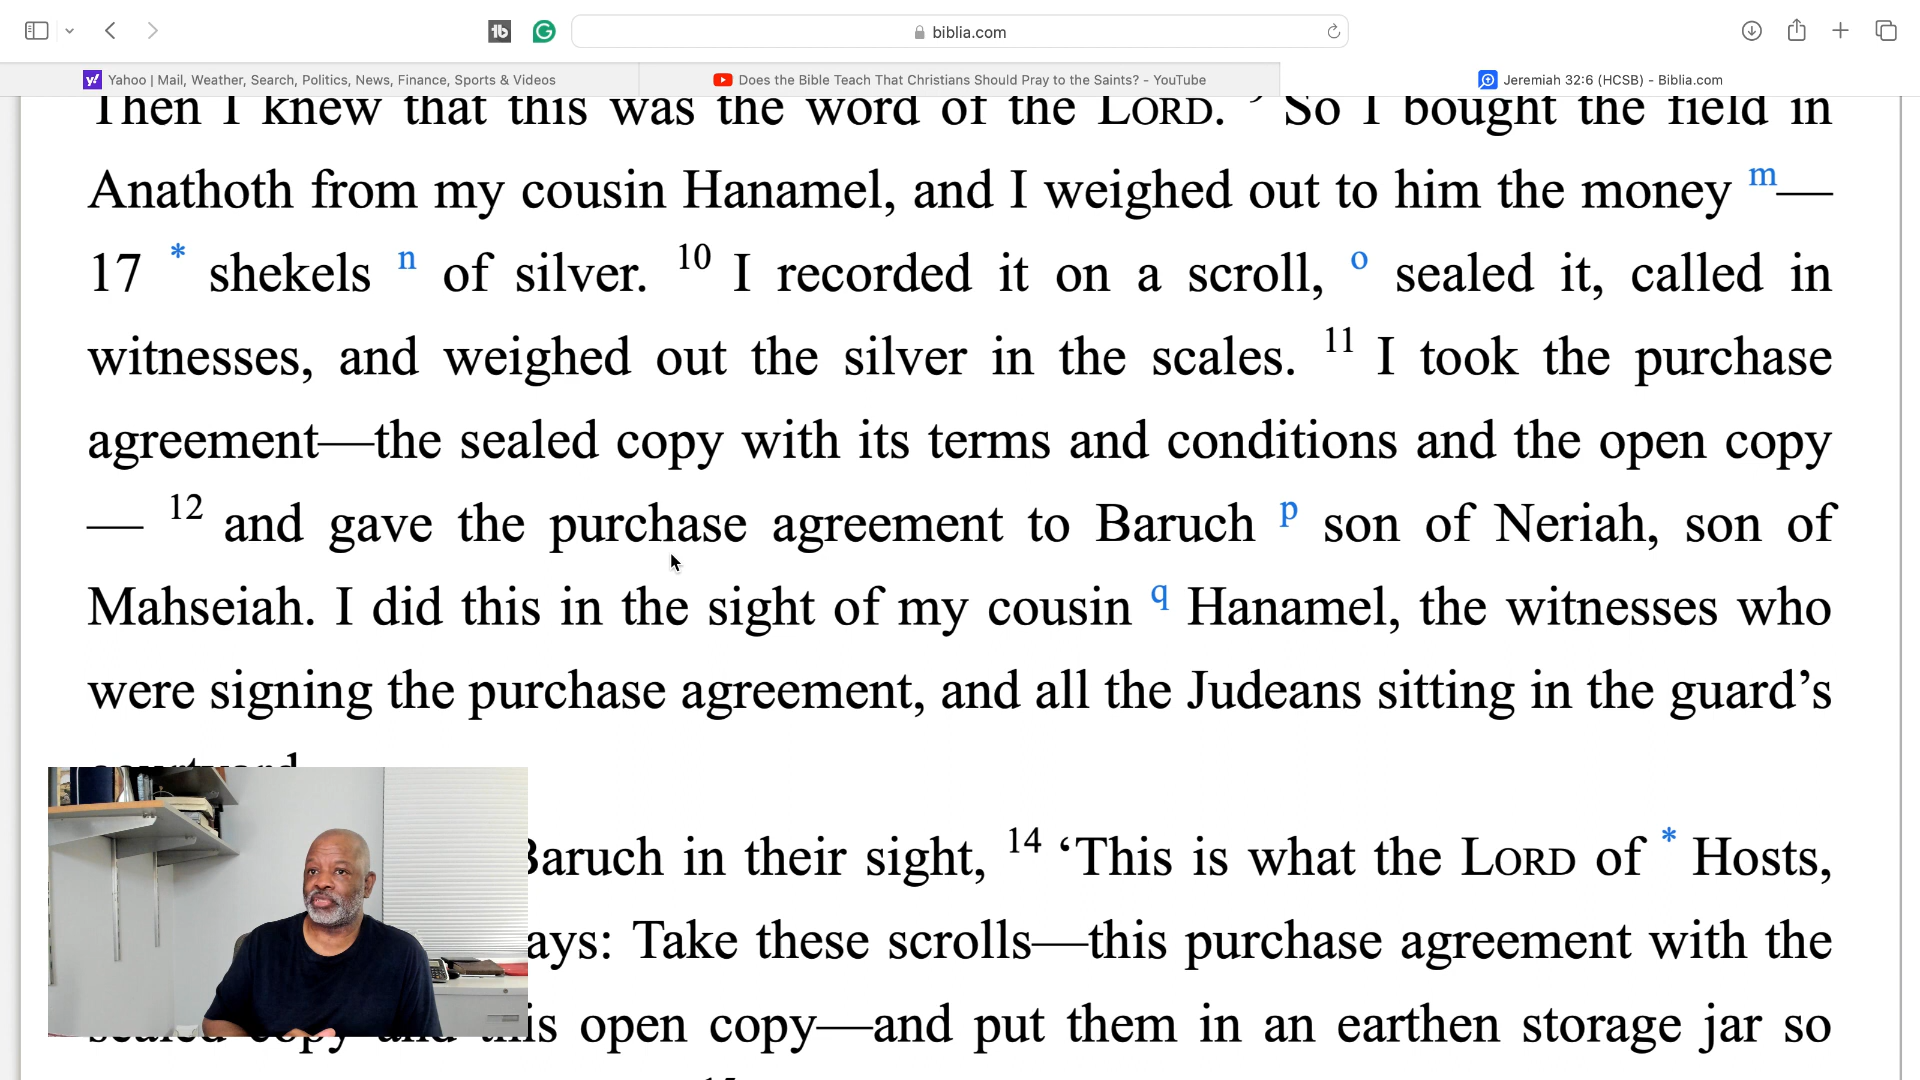 biblia.com
Yahoo | Mail, Weather, Search, Politics, News, Finance, Sports & Videos
Does the Bible Teach That Christians Should Pray to the Saints? - YouTube
Jeremiah 32:6 (HCSB) - Biblia.com
Then I knew that this was the word of the LORD. So I bought the field in
Anathoth from my cousin Hanamel, and I weighed out to him the money m—
17 * shekels n of silver. 10 I recorded it on a scroll, o sealed it, called in
witnesses, and weighed out the silver in the scales. 11 I took the purchase
agreement—the sealed copy with its terms and conditions and the open copy
— 12 and gave the purchase agreement to Baruch p son of Neriah, son of
Mahseiah. I did this in the sight of my cousin q Hanamel, the witnesses who
were signing the purchase agreement, and all the Judeans sitting in the guard’s
courtyard.
Baruch in their sight, 14 ‘This is what the LORD of * Hosts,
says: Take these scrolls—this purchase agreement with the
sealed copy and this open copy—and put them in an earthen storage jar so